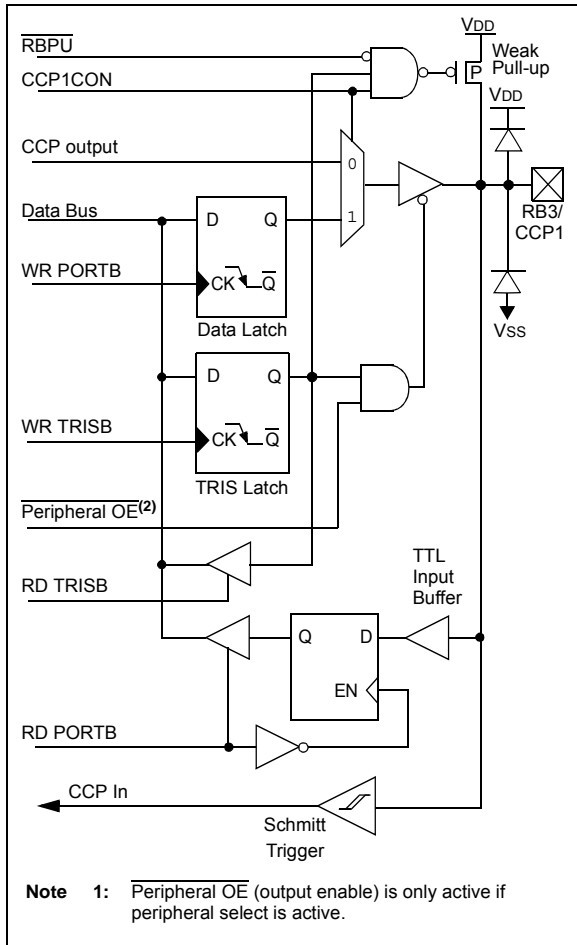 VDD
RBPU
Weak
Pull-up
CCP1CON
P
VDD
CCP output
0
Data Bus
D Q
1
RB3/
CCP1
WR PORTB
CK Q
Data Latch
VSS
D Q
WR TRISB
CK Q
TRIS Latch
Peripheral OE(2)
RD TRISB
TTL
Input
Buffer
Q D
EN
RD PORTB
CCP In
Schmitt
Trigger
Note 1: Peripheral OE (output enable) is only active if
peripheral select is active.